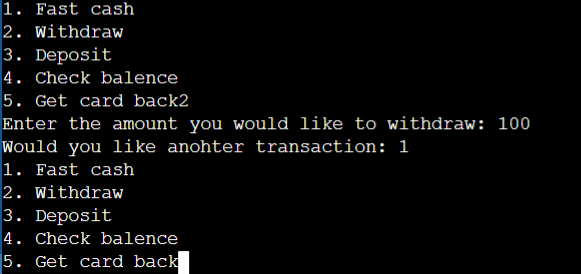 1. Fast cash
2. Withdraw
3. Deposit
4. Check balence
5. Get card back2
Enter the amount you would like to withdraw: 100
Would you like anohter transaction: 1
1. Fast cash
2. Withdraw
3. Deposit
4. Check balence
5. Get card back